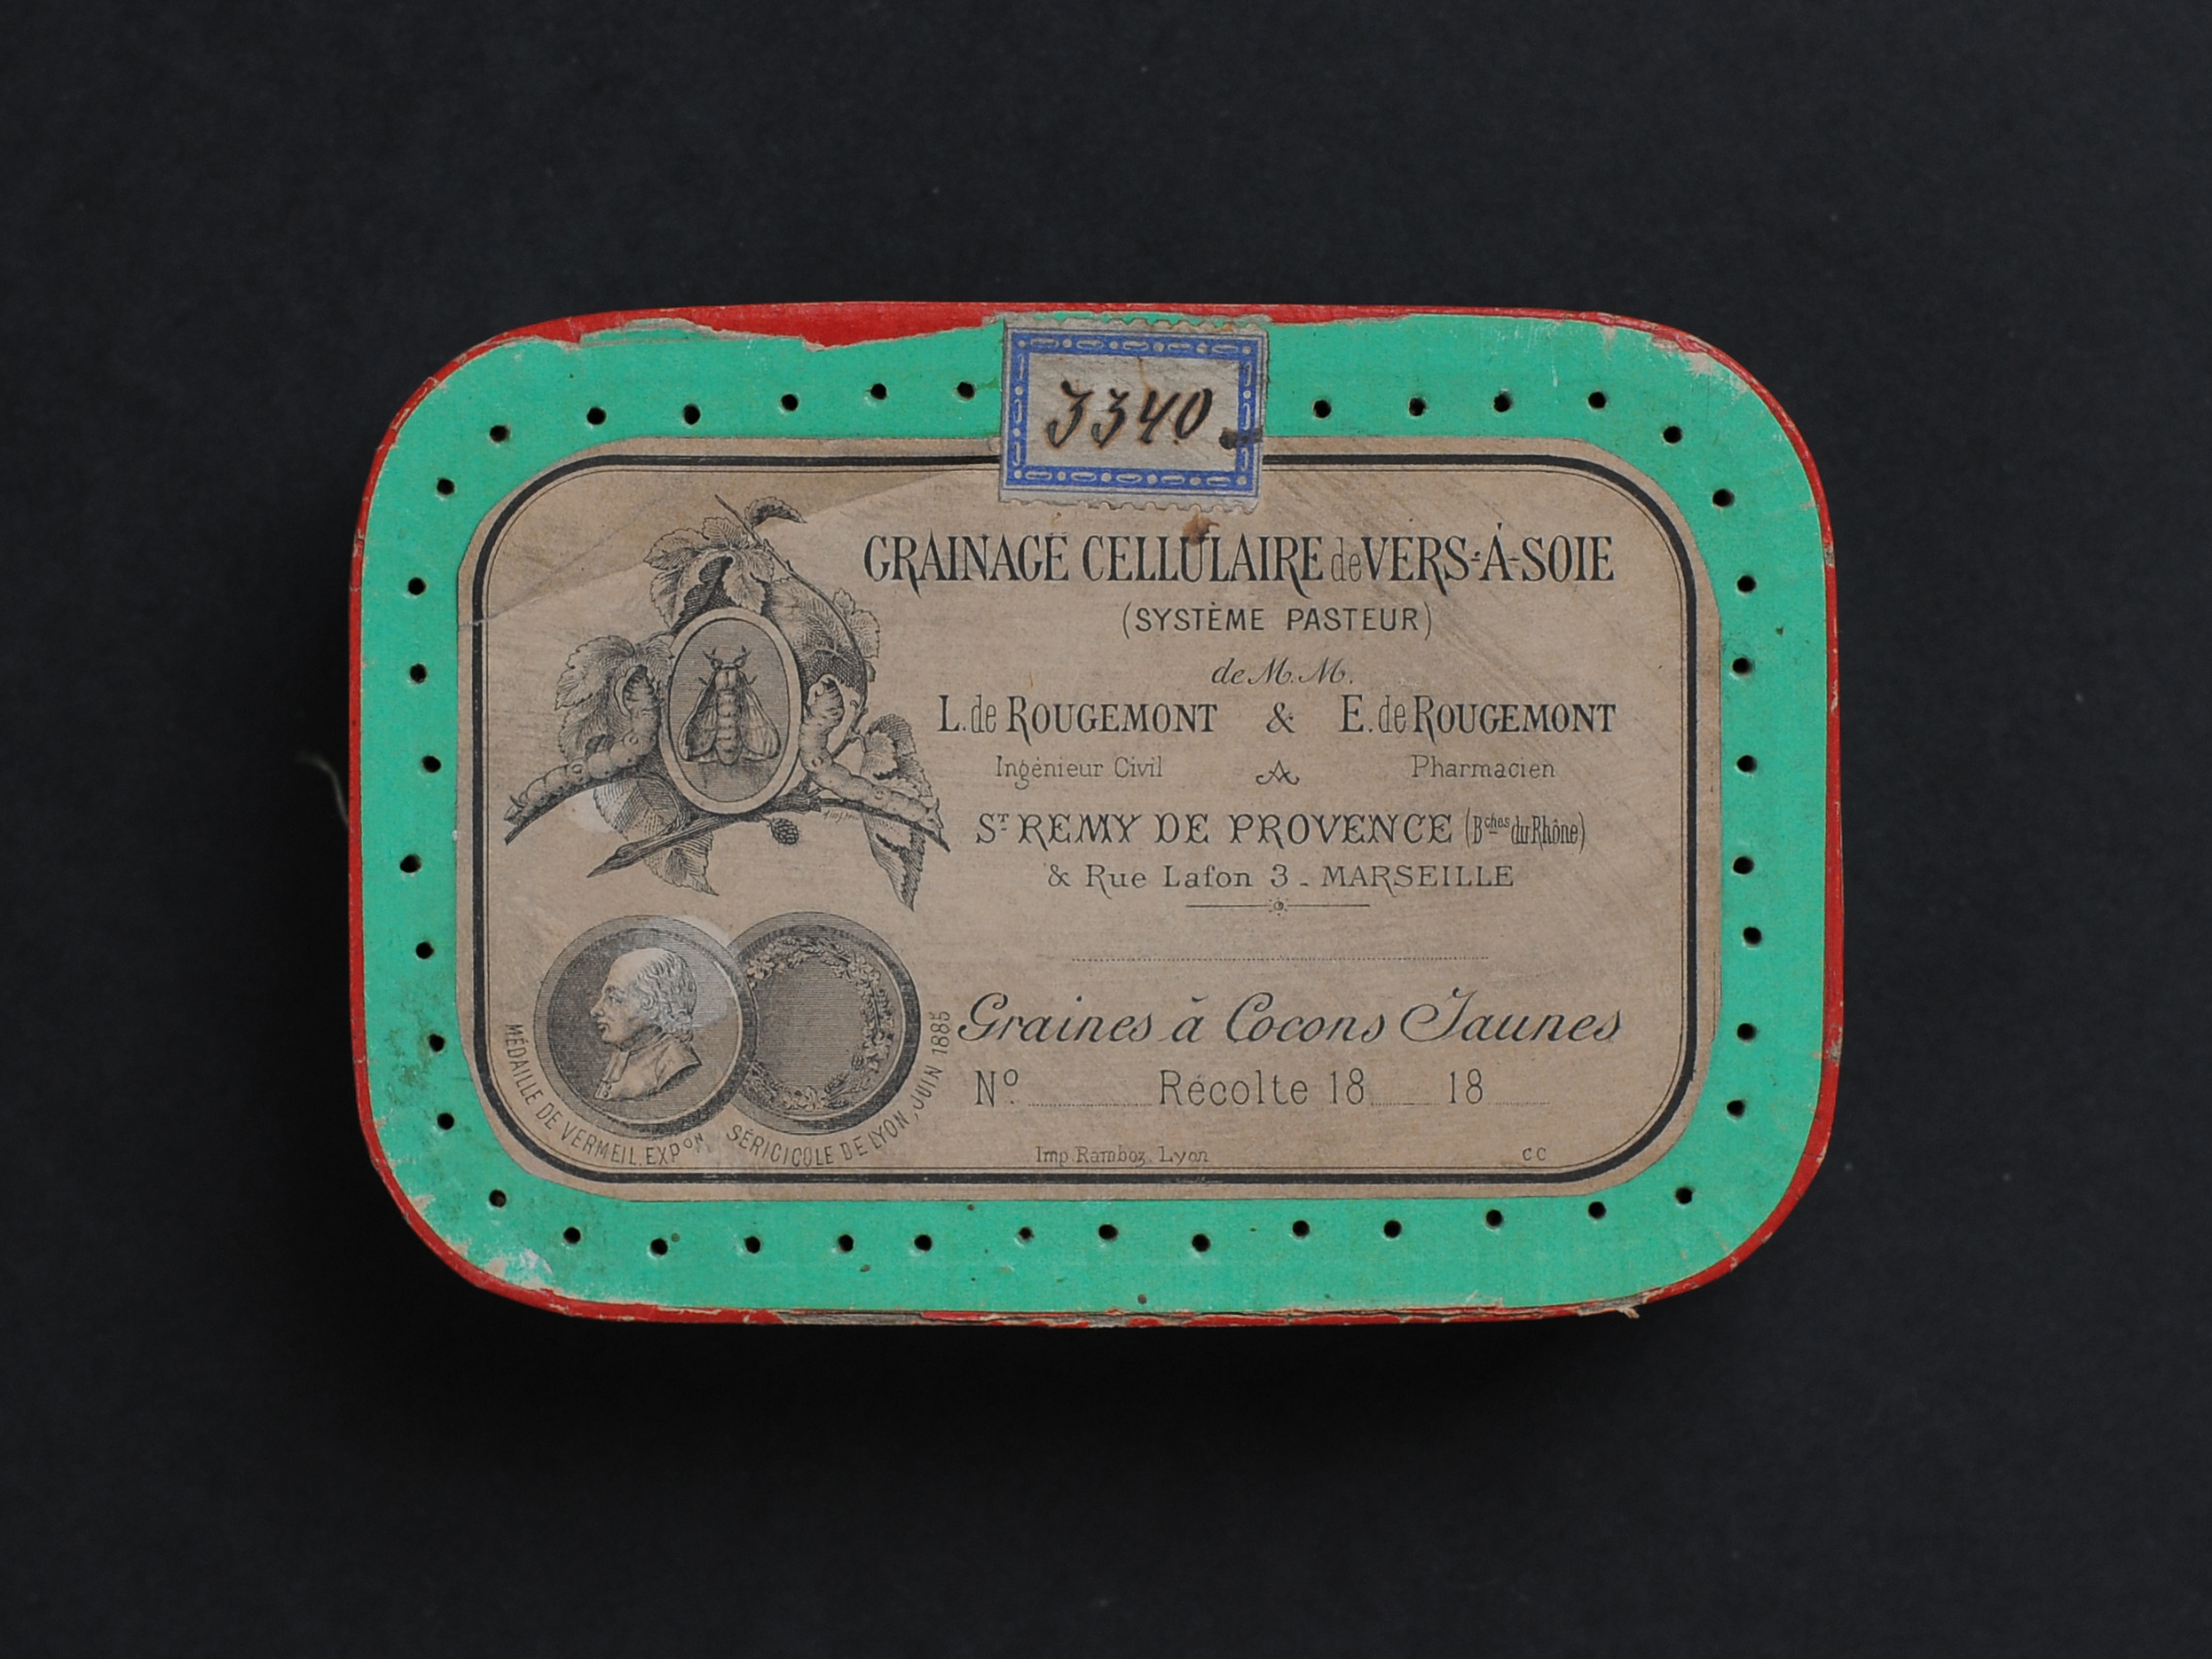 3340
GRAINAGE CELLULAIRE de VERS-À-SOIE
(SYSTÈME PASTEUR)
de M. M.
L. de ROUGEMONT & E. de ROUGEMONT
Ingénieur Civil A Pharmacien
ST REMY DE PROVENCE (Bches du Rhône)
& Rue Lafon 3 - MARSEILLE
Graines à Cocons Jaunes
No. Récolte 18 18
MÉDAILLE DE VERMEIL. EXPON SÉRICICOLE DE LYON, JUIN 1885
Imp. Ramboz, Lyon CC